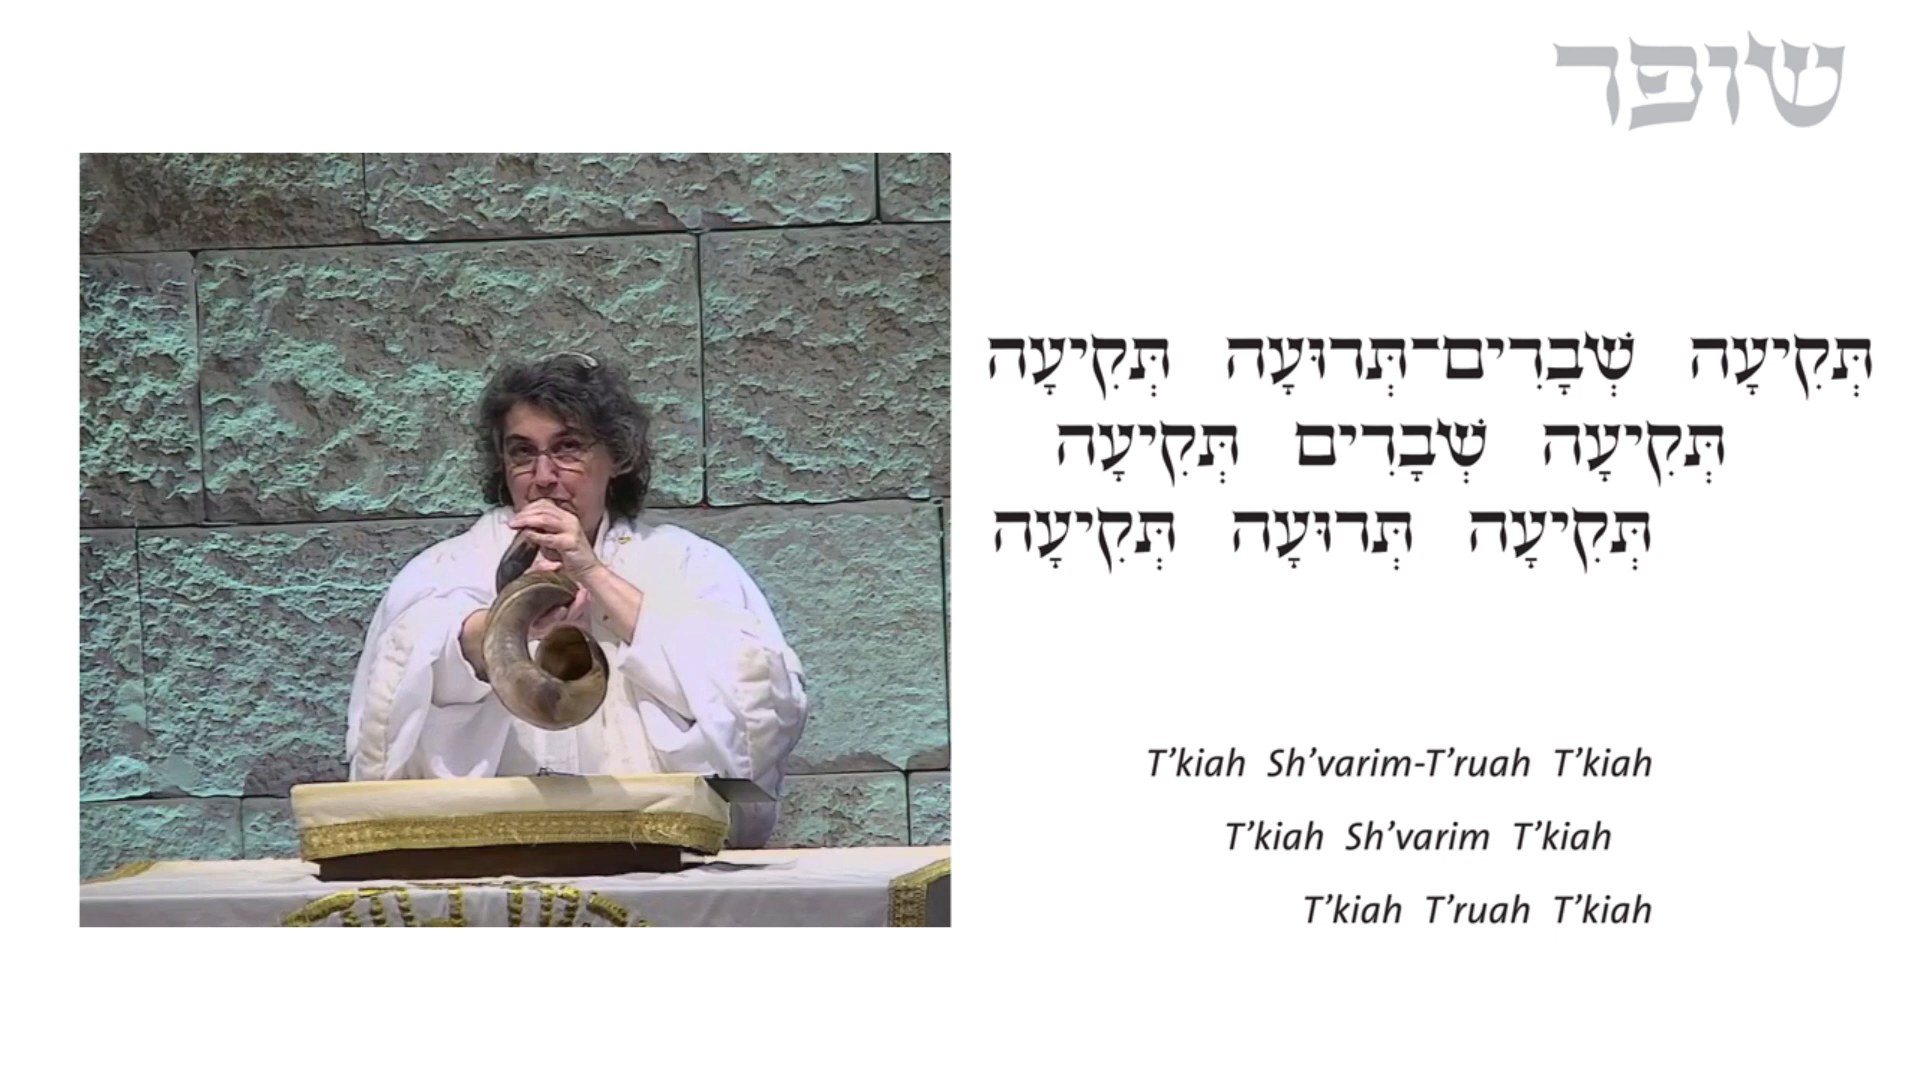 שופר
תְּקִיעָה שְׁבָרִים־תְּרוּעָה תְּקִיעָה
תְּקִיעָה שְׁבָרִים תְּקִיעָה
תְּקִיעָה תְּרוּעָה תְּקִיעָה
T’kiah Sh’varim-T’ruah T’kiah
T’kiah Sh’varim T’kiah
T’kiah T’ruah T’kiah